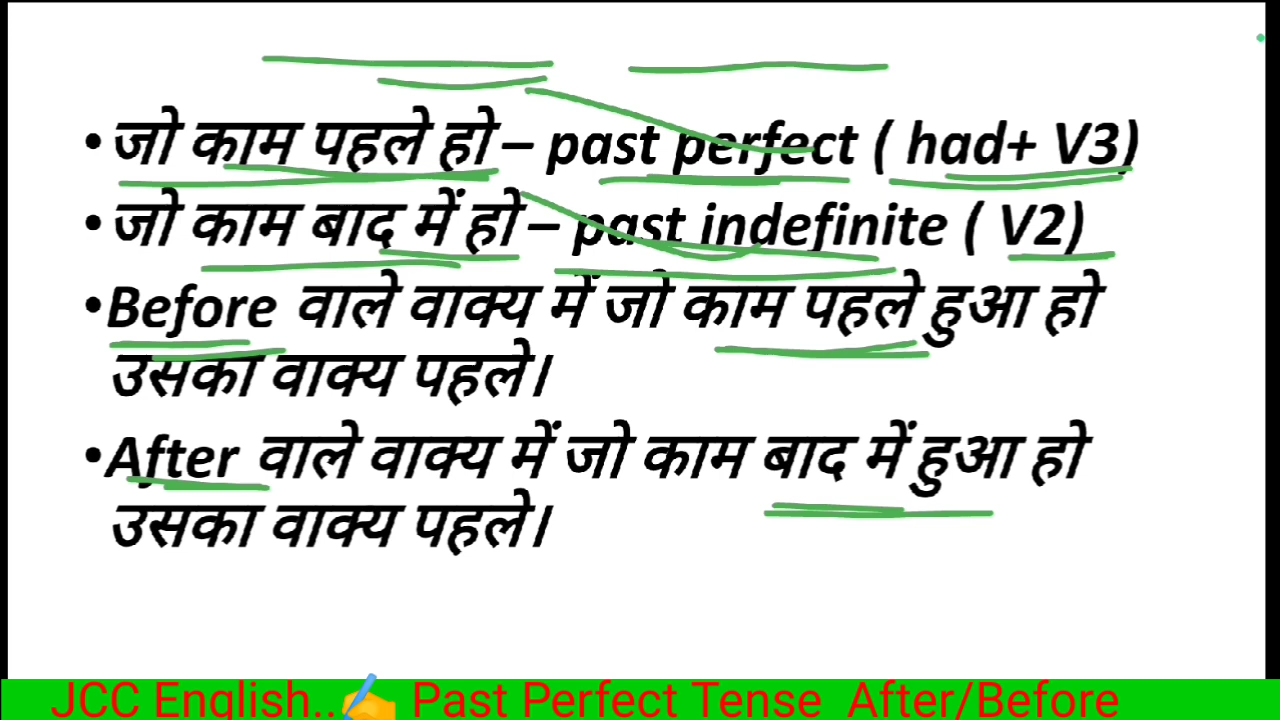 • जो काम पहले हो – past perfect ( had+ V3)
• जो काम बाद में हो – past indefinite ( V2)
•Before वाले वाक्य में जो काम पहले हुआ हो
उसका वाक्य पहले।
•After वाले वाक्य में जो काम बाद में हुआ हो
उसका वाक्य पहले।
JCC English..✍️ Past Perfect Tense After/Before